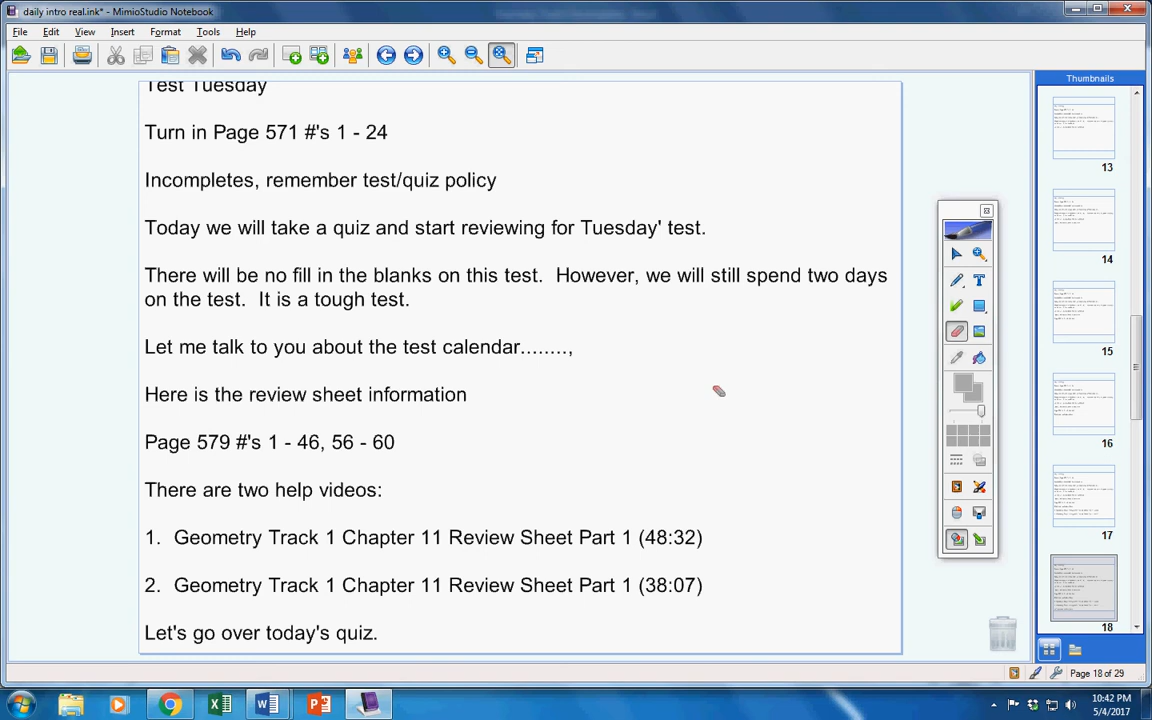 daily intro real.ink* - MimioStudio Notebook
File Edit View Insert Format Tools Help
Thumbnails
Test Tuesday
Turn in Page 571 #'s 1 - 24
Incompletes, remember test/quiz policy
Today we will take a quiz and start reviewing for Tuesday' test.
There will be no fill in the blanks on this test.  However, we will still spend two days
on the test.  It is a tough test.
Let me talk to you about the test calendar........,
Here is the review sheet information
Page 579 #'s 1 - 46, 56 - 60
There are two help videos:
1.  Geometry Track 1 Chapter 11 Review Sheet Part 1 (48:32)
2.  Geometry Track 1 Chapter 11 Review Sheet Part 1 (38:07)
Let's go over today's quiz.
13
14
15
16
17
18
Page 18 of 29
10:42 PM
5/4/2017